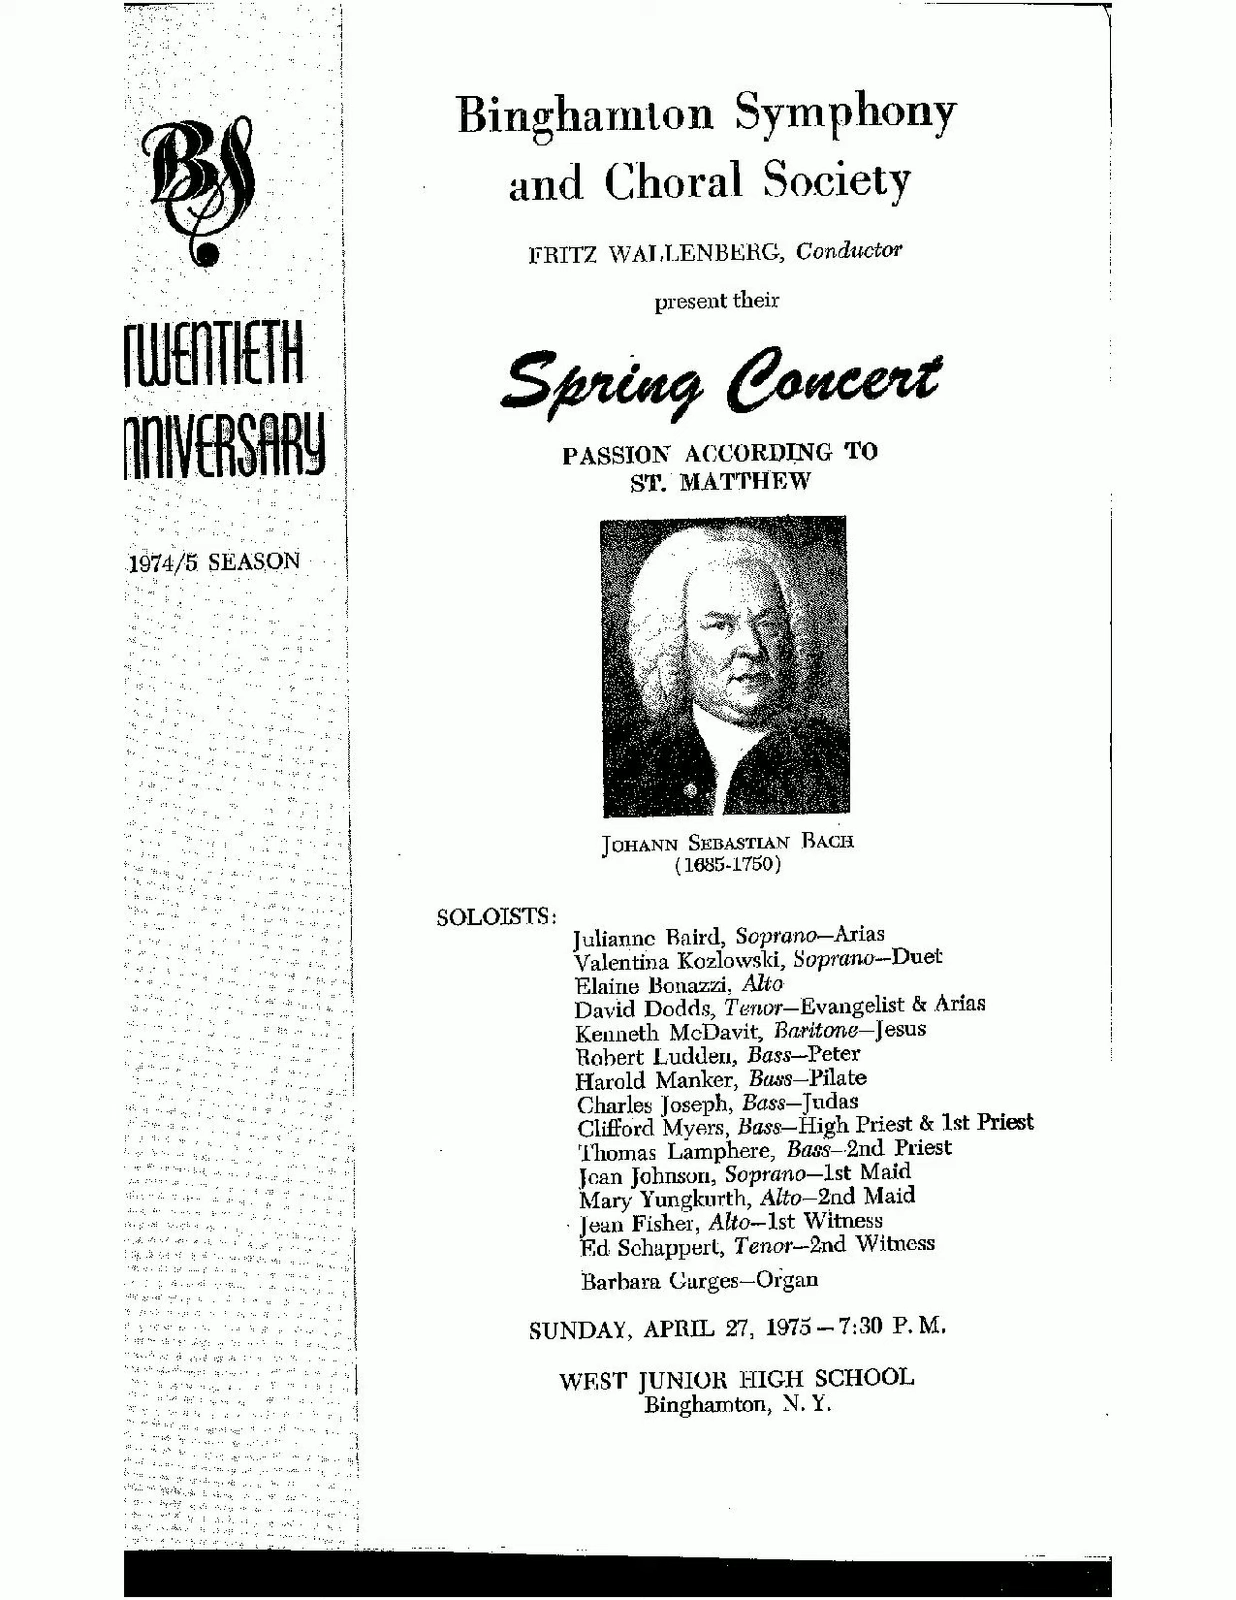 BS
TWENTIETH
ANNIVERSARY
1974/5 SEASON
Binghamton Symphony
and Choral Society
FRITZ WALLENBERG, Conductor
present their
Spring Concert
PASSION ACCORDING TO
ST. MATTHEW
JOHANN SEBASTIAN BACH
(1685-1750)
SOLOISTS:
Julianne Baird, Soprano—Arias
Valentina Kozlowski, Soprano—Duet
Elaine Bonazzi, Alto
David Dodds, Tenor—Evangelist & Arias
Kenneth McDavit, Baritone—Jesus
Robert Ludden, Bass—Peter
Harold Manker, Bass—Pilate
Charles Joseph, Bass—Judas
Clifford Myers, Bass—High Priest & 1st Priest
Thomas Lamphere, Bass—2nd Priest
Jean Johnson, Soprano—1st Maid
Mary Yungkurth, Alto—2nd Maid
Jean Fisher, Alto—1st Witness
Ed Schappert, Tenor—2nd Witness
Barbara Garges—Organ
SUNDAY, APRIL 27, 1975 — 7:30 P. M.
WEST JUNIOR HIGH SCHOOL
Binghamton, N. Y.